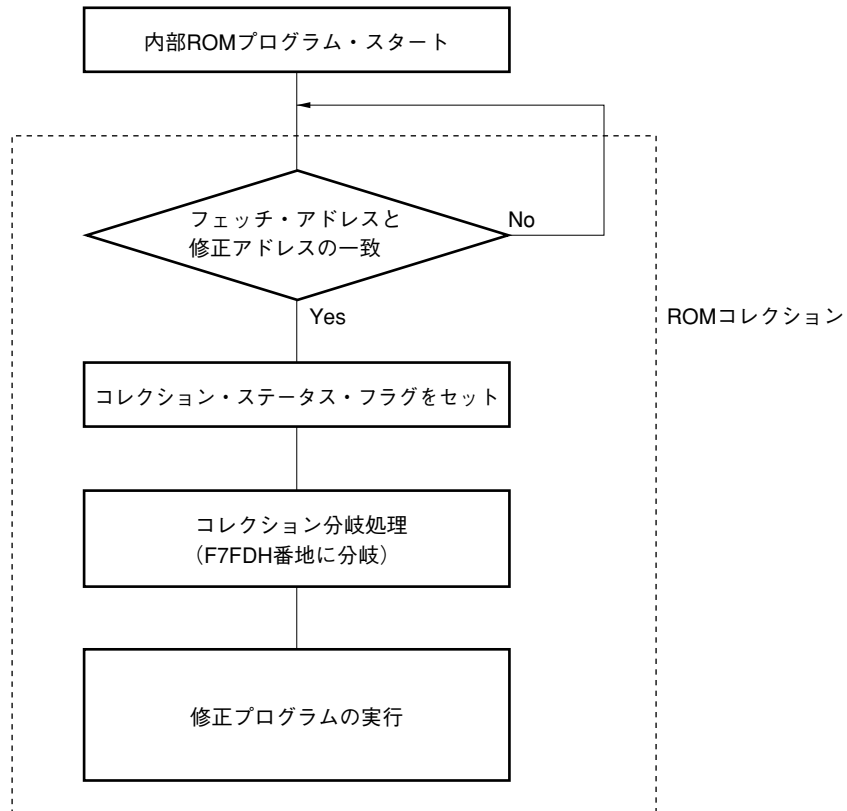 内部ROMプログラム・スタート
フェッチ・アドレスと
修正アドレスの一致
No
Yes
ROMコレクション
コレクション・ステータス・フラグをセット
コレクション分岐処理
（F7FDH番地に分岐）
修正プログラムの実行